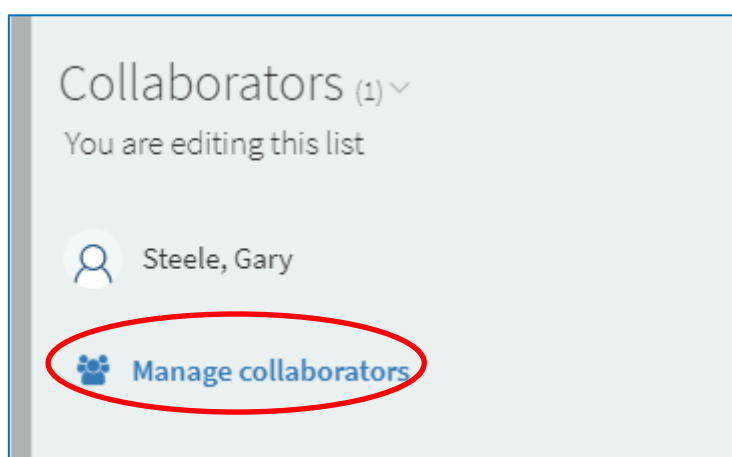 Collaborators (1)
You are editing this list
Steele, Gary
Manage collaborators